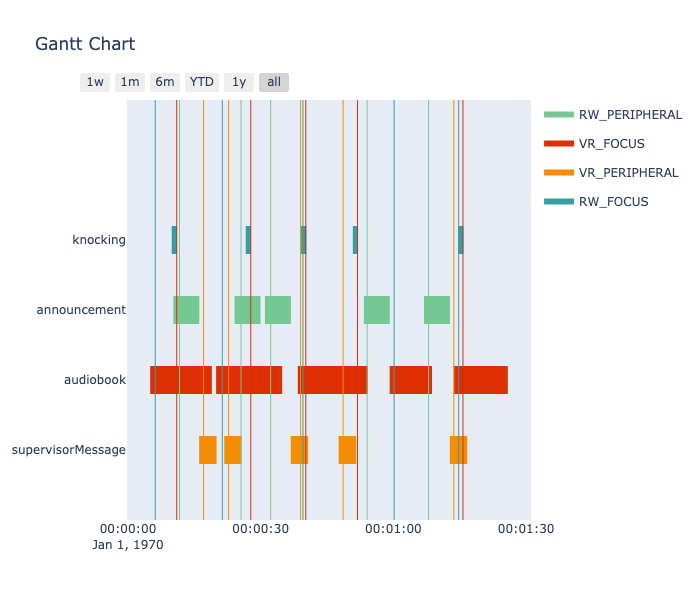 Gantt Chart
1w 1m 6m YTD 1y all
RW_PERIPHERAL
VR_FOCUS
VR_PERIPHERAL
RW_FOCUS
knocking
announcement
audiobook
supervisorMessage
00:00:00 00:00:30 00:01:00 00:01:30
Jan 1, 1970